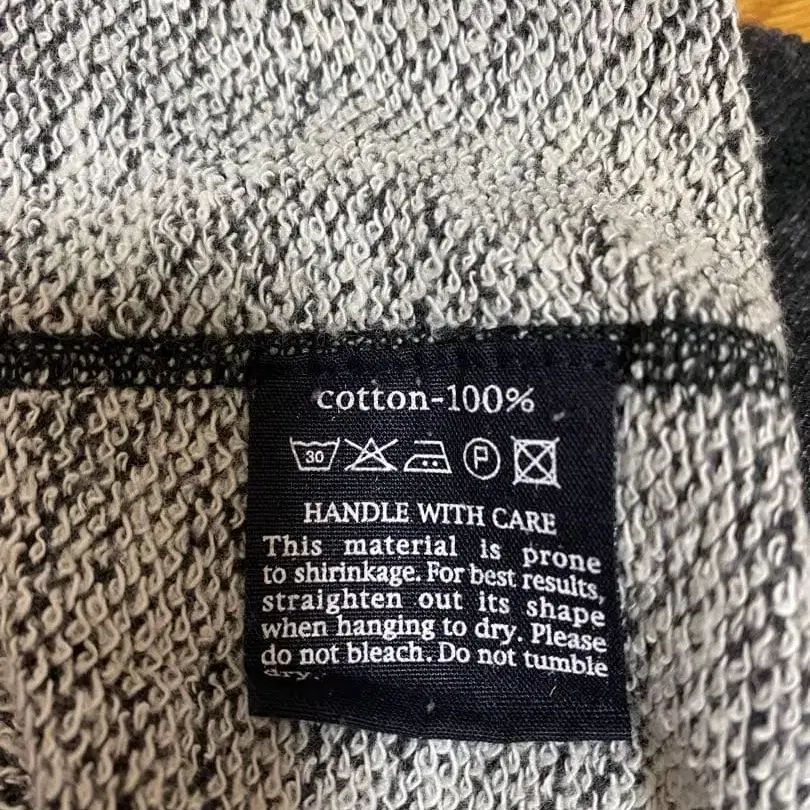 cotton-100%
30 P
HANDLE WITH CARE
This material is prone
to shirinkage. For best results,
straighten out its shape
when hanging to dry. Please
do not bleach. Do not tumble
dry.